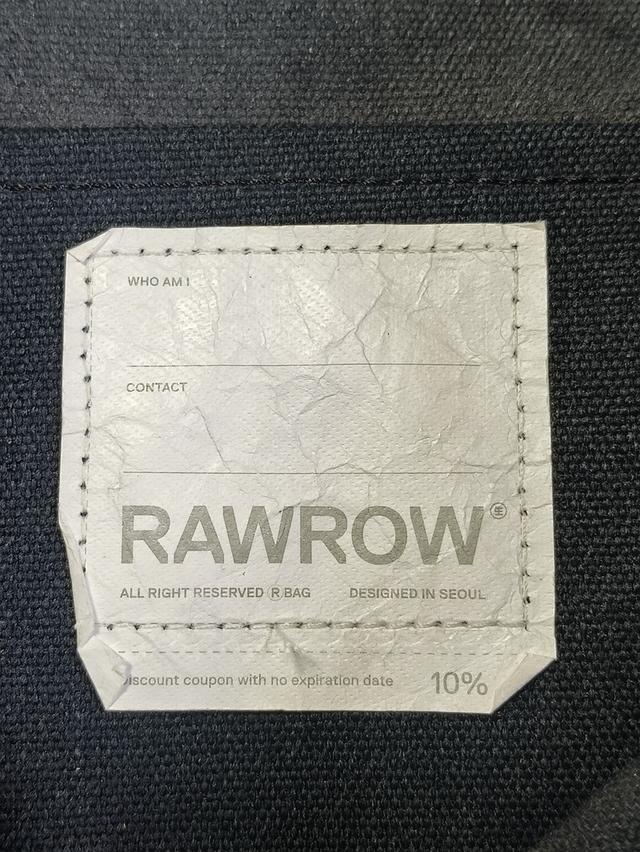 WHO AM I
CONTACT
RAWROW
ALL RIGHT RESERVED Ⓡ BAG DESIGNED IN SEOUL
discount coupon with no expiration date 10%